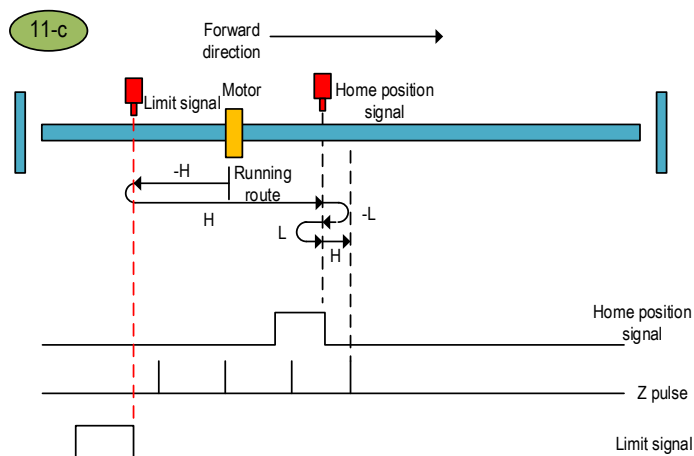 11-c
Forward
direction
Limit signal
Motor
Home position
signal
-H
Running
route
H
-L
L
H
Home position
signal
Z pulse
Limit signal